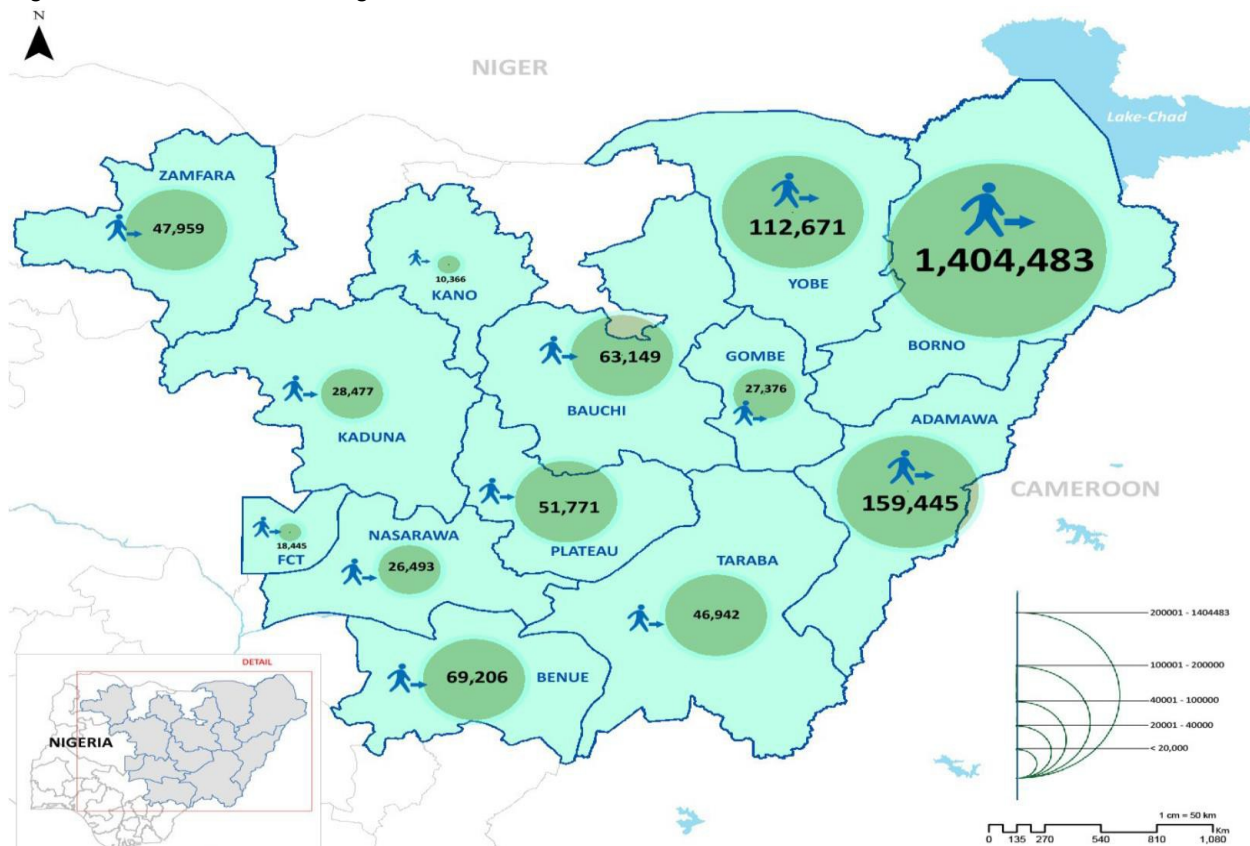 N
NIGER
Lake-Chad
ZAMFARA
47,959
10,366
KANO
112,671
YOBE
1,404,483
BORNO
28,477
KADUNA
63,149
BAUCHI
GOMBE
27,376
ADAMAWA
159,445
CAMEROON
51,771
PLATEAU
18,445
FCT
NASARAWA
26,493
TARABA
46,942
69,206
BENUE
200001 - 1404483
100001 - 200000
40001 - 100000
20001 - 40000
< 20,000
1 cm = 50 km
0 135 270 540 810 1,080
Km
DETAIL
NIGERIA